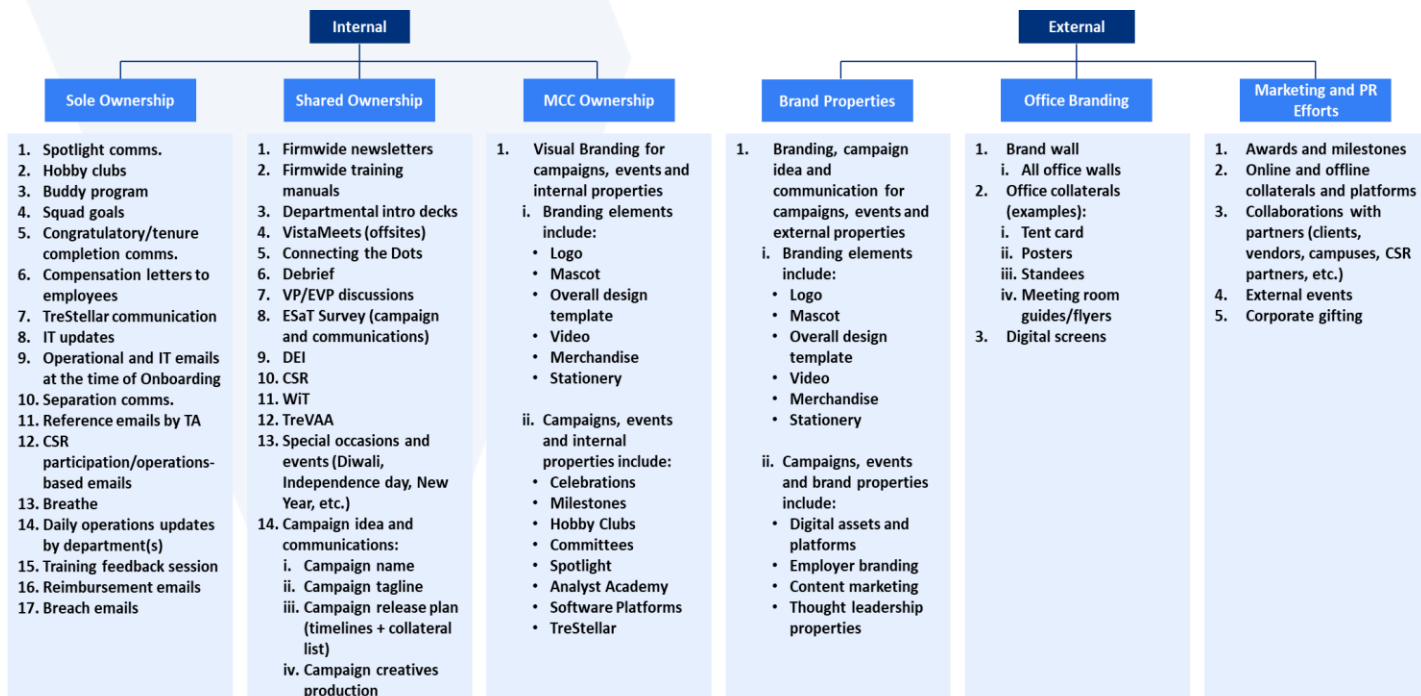 Internal
External
Sole Ownership
Shared Ownership
MCC Ownership
Brand Properties
Office Branding
Marketing and PR
Efforts
1. Spotlight comms.
2. Hobby clubs
3. Buddy program
4. Squad goals
5. Congratulatory/tenure
completion comms.
6. Compensation letters to
employees
7. TreStellar communication
8. IT updates
9. Operational and IT emails
at the time of Onboarding
10. Separation comms.
11. Reference emails by TA
12. CSR
participation/operations-
based emails
13. Breathe
14. Daily operations updates
by department(s)
15. Training feedback session
16. Reimbursement emails
17. Breach emails
1. Firmwide newsletters
2. Firmwide training
manuals
3. Departmental intro decks
4. VistaMeets (offsites)
5. Connecting the Dots
6. Debrief
7. VP/EVP discussions
8. ESaT Survey (campaign
and communications)
9. DEI
10. CSR
11. WiT
12. TreVAA
13. Special occasions and
events (Diwali,
Independence day, New
Year, etc.)
14. Campaign idea and
communications:
i. Campaign name
ii. Campaign tagline
iii. Campaign release plan
(timelines + collateral
list)
iv. Campaign creatives
production
1. Visual Branding for
campaigns, events and
internal properties
i. Branding elements
include:
• Logo
• Mascot
• Overall design
template
• Video
• Merchandise
• Stationery
ii. Campaigns, events
and internal
properties include:
• Celebrations
• Milestones
• Hobby Clubs
• Committees
• Spotlight
• Analyst Academy
• Software Platforms
• TreStellar
1. Branding, campaign
idea and
communication for
campaigns, events and
external properties
i. Branding elements
include:
• Logo
• Mascot
• Overall design
template
• Video
• Merchandise
• Stationery
ii. Campaigns, events
and brand properties
include:
• Digital assets and
platforms
• Employer branding
• Content marketing
• Thought leadership
properties
1. Brand wall
i. All office walls
2. Office collaterals
(examples):
i. Tent card
ii. Posters
iii. Standees
iv. Meeting room
guides/flyers
3. Digital screens
1. Awards and milestones
2. Online and offline
collaterals and platforms
3. Collaborations with
partners (clients,
vendors, campuses, CSR
partners, etc.)
4. External events
5. Corporate gifting